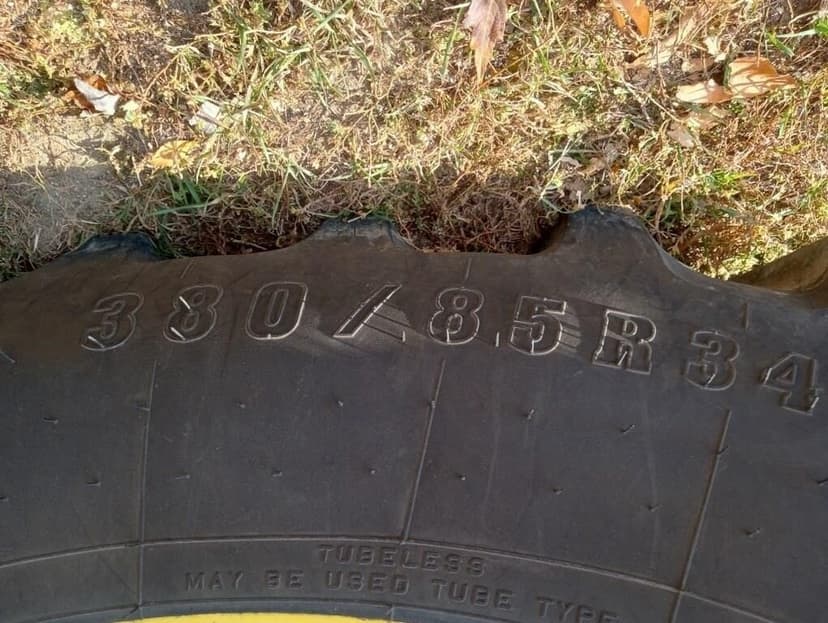 380/85R34
TUBELESS
MAY BE USED TUBE TYPE